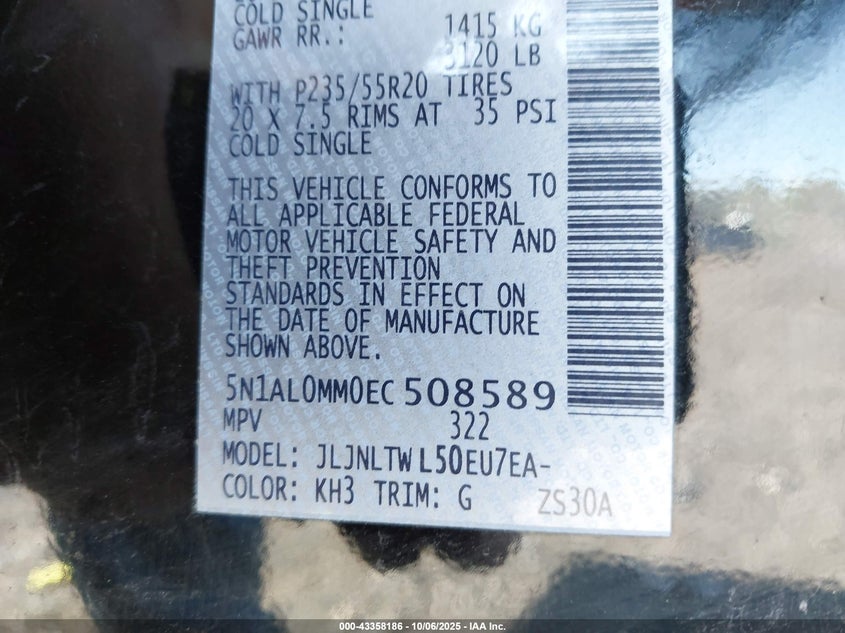 COLD SINGLE
GAWR RR.: 1415 KG
3120 LB
WITH P235/55R20 TIRES
20 X 7.5 RIMS AT 35 PSI
COLD SINGLE
THIS VEHICLE CONFORMS TO
ALL APPLICABLE FEDERAL
MOTOR VEHICLE SAFETY AND
THEFT PREVENTION
STANDARDS IN EFFECT ON
THE DATE OF MANUFACTURE
SHOWN ABOVE.
5N1AL0MM0EC508589
MPV 322
MODEL: JLJNLTWL50EU7EA-
COLOR: KH3 TRIM: G ZS30A
000-43358186 - 10/06/2025 - IAA Inc.